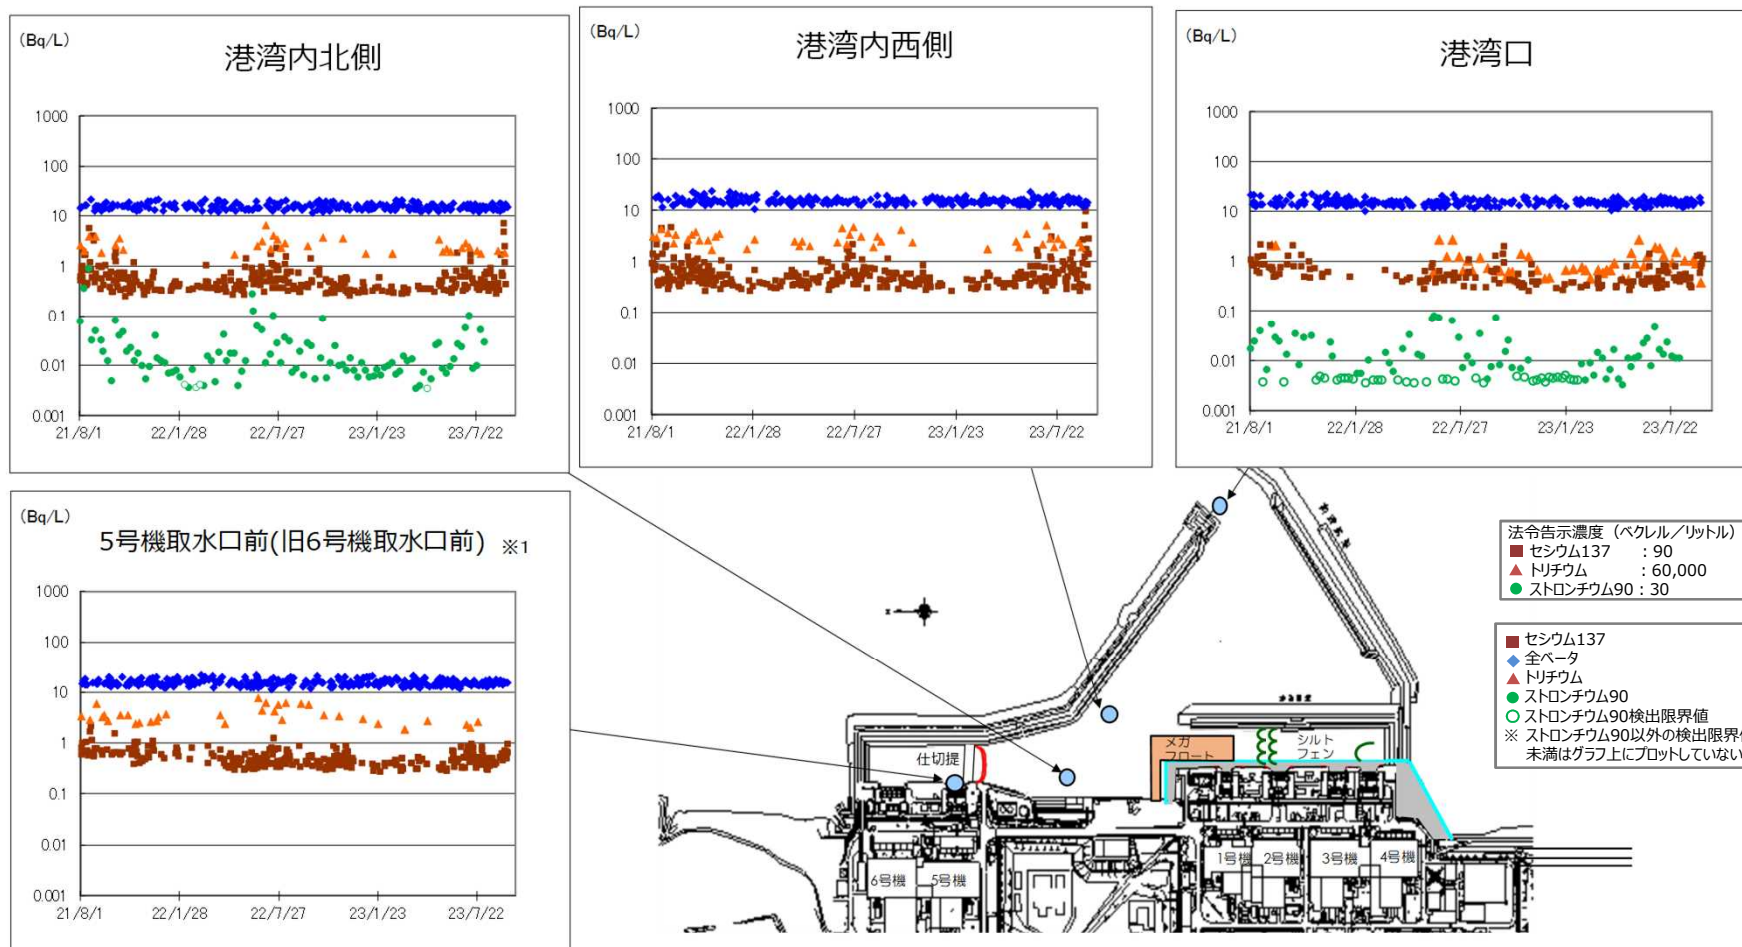 (Bq/L)
港湾内北側
1000
100
10
1
0.1
0.01
0.001
21/8/1
22/1/28
22/7/27
23/1/23
23/7/22
(Bq/L)
港湾内西側
1000
100
10
1
0.1
0.01
0.001
21/8/1
22/1/28
22/7/27
23/1/23
23/7/22
(Bq/L)
港湾口
1000
100
10
1
0.1
0.01
0.001
21/8/1
22/1/28
22/7/27
23/1/23
23/7/22
(Bq/L)
5号機取水口前(旧6号機取水口前) ※1
1000
100
10
1
0.1
0.01
0.001
21/8/1
22/1/28
22/7/27
23/1/23
23/7/22
法令告示濃度（ベクレル／リットル）
セシウム137 : 90
トリチウム : 60,000
ストロンチウム90 : 30
セシウム137
全ベータ
トリチウム
ストロンチウム90
ストロンチウム90検出限界値
※ ストロンチウム90以外の検出限界値
未満はグラフ上にプロットしていない
仕切堤
メガ
フロート
シルト
フェン
6号機
5号機
1号機
2号機
3号機
4号機